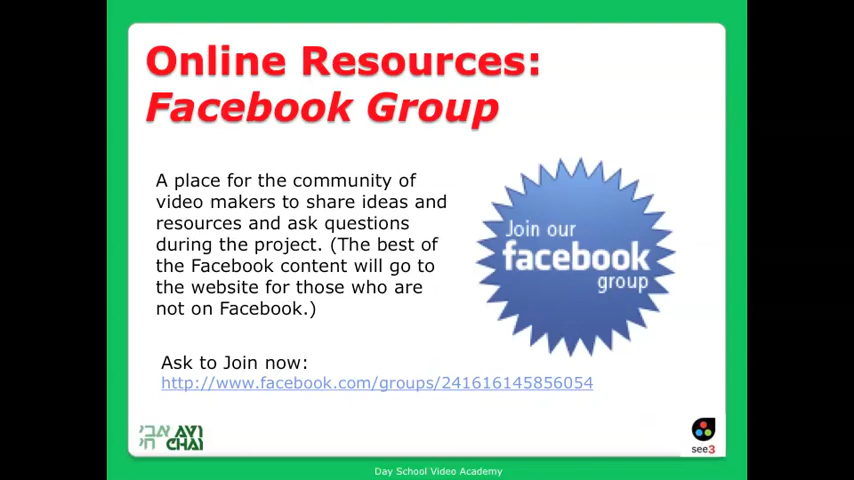 Online Resources:
Facebook Group
A place for the community of
video makers to share ideas and
resources and ask questions
during the project. (The best of
the Facebook content will go to
the website for those who are
not on Facebook.)
Join our
facebook
group
Ask to Join now:
http://www.facebook.com/groups/241616145856054
אבי AVI
חי CHAI
see3
Day School Video Academy